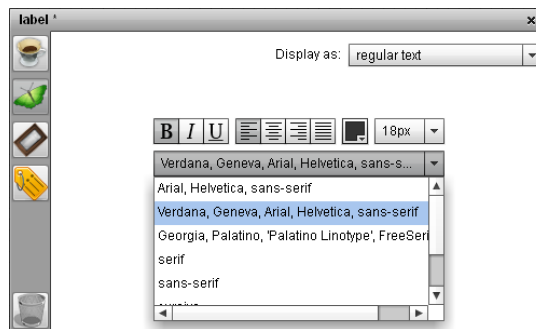 label *
Display as: regular text
B I U 18px
Verdana, Geneva, Arial, Helvetica, sans-s...
Arial, Helvetica, sans-serif
Verdana, Geneva, Arial, Helvetica, sans-serif
Georgia, Palatino, 'Palatino Linotype', FreeSeri
serif
sans-serif